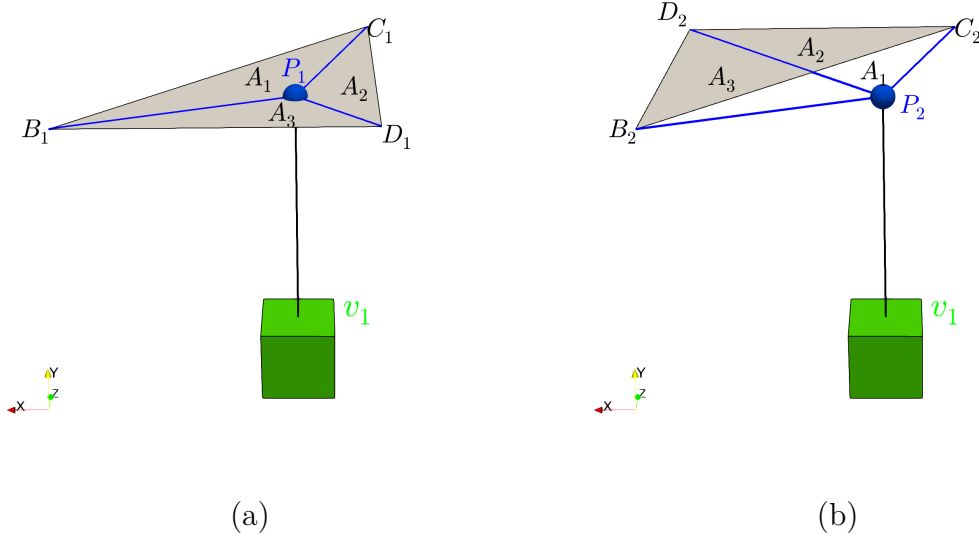 C₁
P₁
A₁
A₂
A₃
B₁
D₁
v₁
Y
X
Z
(a)
D₂
C₂
A₂
A₃
A₁
P₂
B₂
v₁
Y
X
Z
(b)